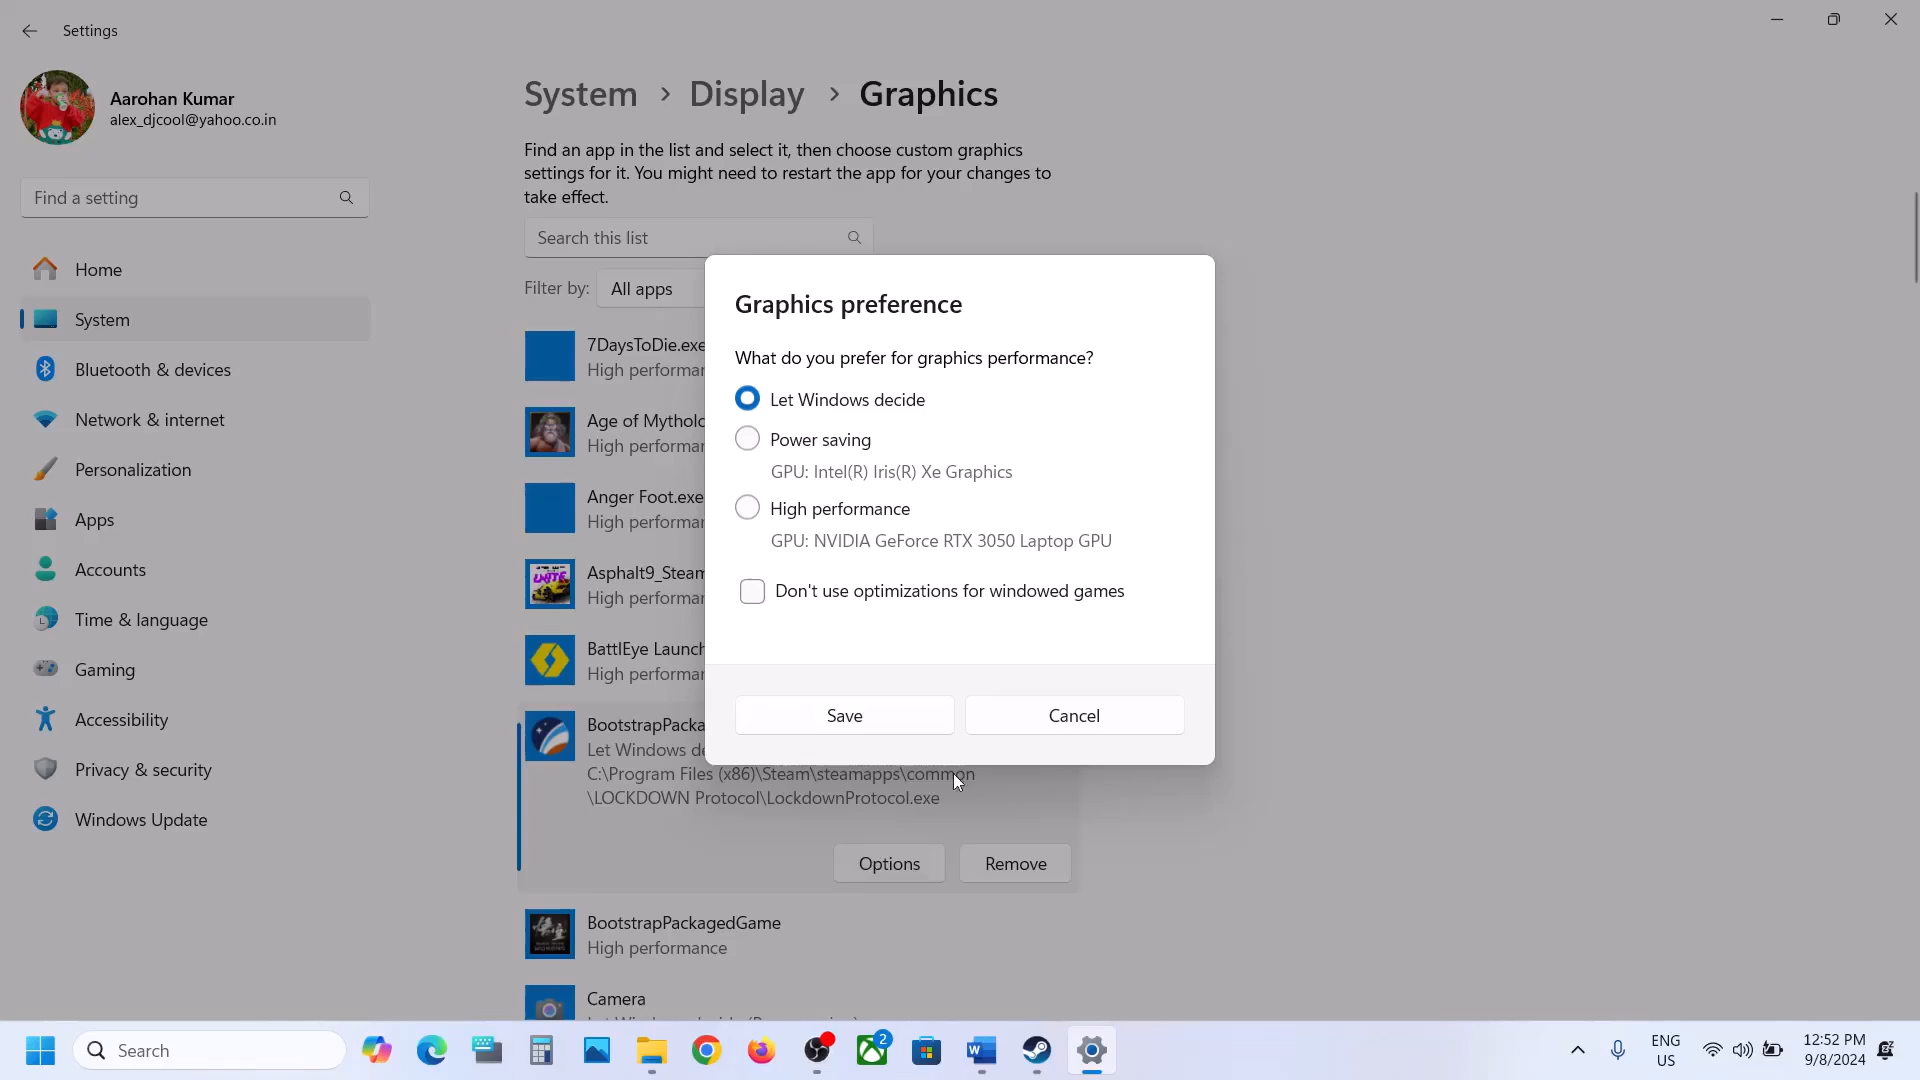 Settings
Aarohan Kumar
alex_djcool@yahoo.co.in
Find a setting
Home
System
Bluetooth & devices
Network & internet
Personalization
Apps
Accounts
Time & language
Gaming
Accessibility
Privacy & security
Windows Update
System > Display > Graphics
Find an app in the list and select it, then choose custom graphics
settings for it. You might need to restart the app for your changes to
take effect.
Search this list
Filter by: All apps
7DaysToDie.exe
High performa
Age of Mytholo
High performa
Anger Foot.exe
High performa
Asphalt9_Steam
High performa
BattlEye Launch
High performa
BootstrapPacka
Let Windows de
C:\Program Files (x86)\Steam\steamapps\common
\LOCKDOWN Protocol\LockdownProtocol.exe
Options
Remove
BootstrapPackagedGame
High performance
Camera
Graphics preference
What do you prefer for graphics performance?
Let Windows decide
Power saving
GPU: Intel(R) Iris(R) Xe Graphics
High performance
GPU: NVIDIA GeForce RTX 3050 Laptop GPU
Don't use optimizations for windowed games
Save
Cancel
Search
2
ENG
US
12:52 PM
9/8/2024